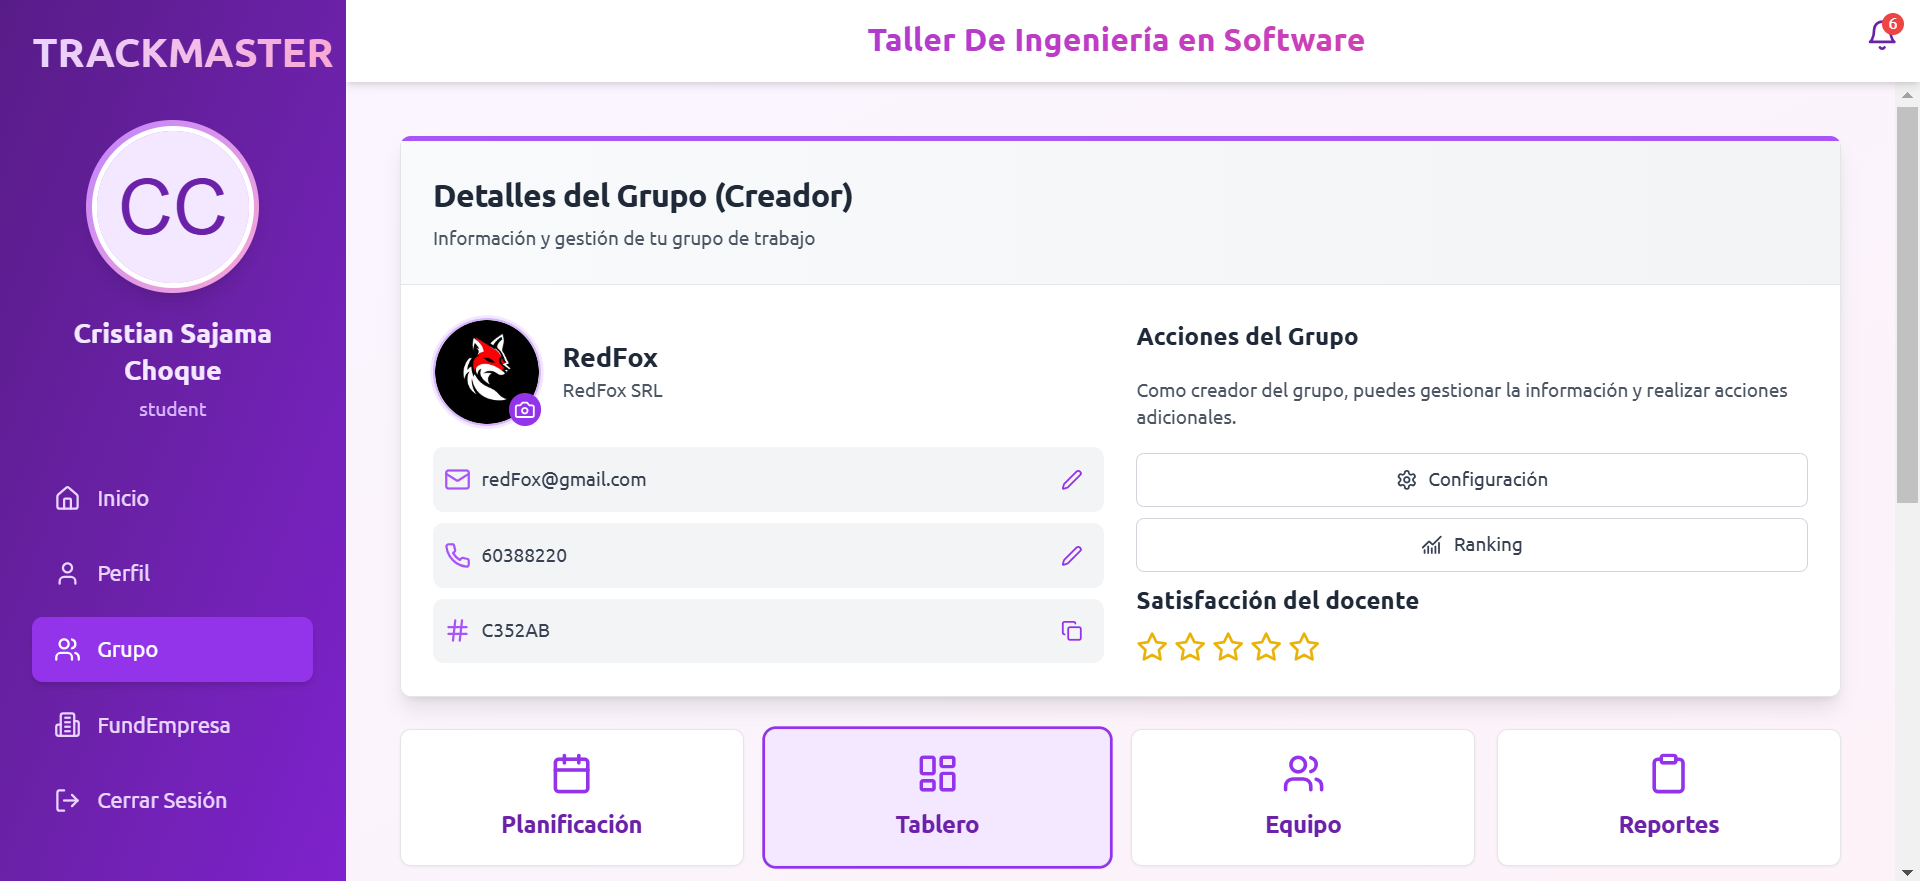 TRACKMASTER
CC
Cristian Sajama
Choque
student
Inicio
Perfil
Grupo
FundEmpresa
Cerrar Sesión
Taller De Ingeniería en Software
6
Detalles del Grupo (Creador)
Información y gestión de tu grupo de trabajo
RedFox
RedFox SRL
redFox@gmail.com
60388220
C352AB
Acciones del Grupo
Como creador del grupo, puedes gestionar la información y realizar acciones
adicionales.
Configuración
Ranking
Satisfacción del docente
Planificación
Tablero
Equipo
Reportes